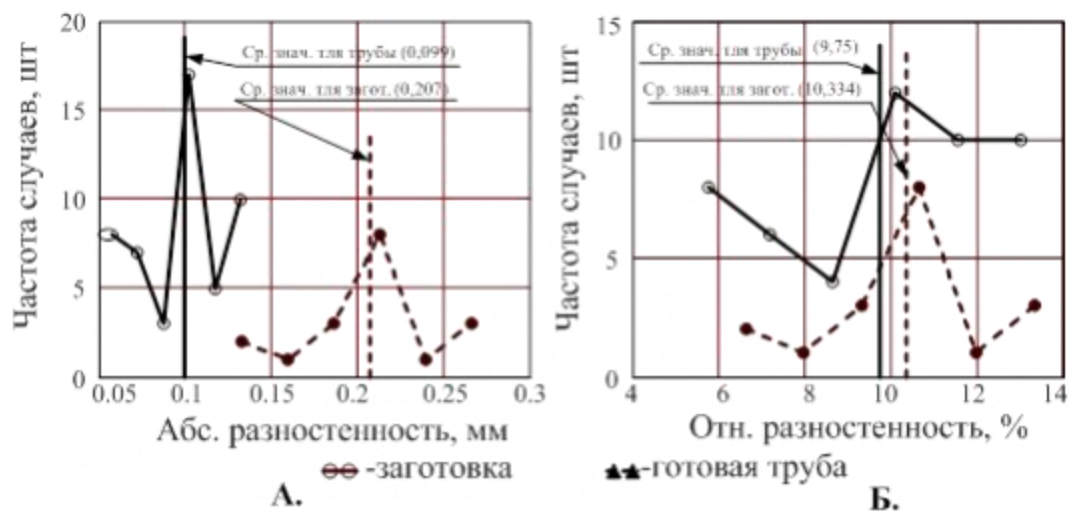 20
15
10
5
0
Частота случаев, шт
Ср. знач. тля трубы (0,099)
Ср. знач. тля загот. (0,207)
0.05
0.1
0.15
0.2
0.25
0.3
Абс. разностенность, мм
15
10
5
0
Частота случаев, шт
Ср. знач. тля трубы (9,75)
Ср. знач. тля загот. (10,334)
4
6
8
10
12
14
Отн. разностенность, %
-заготовка
-готовая труба
А.
Б.